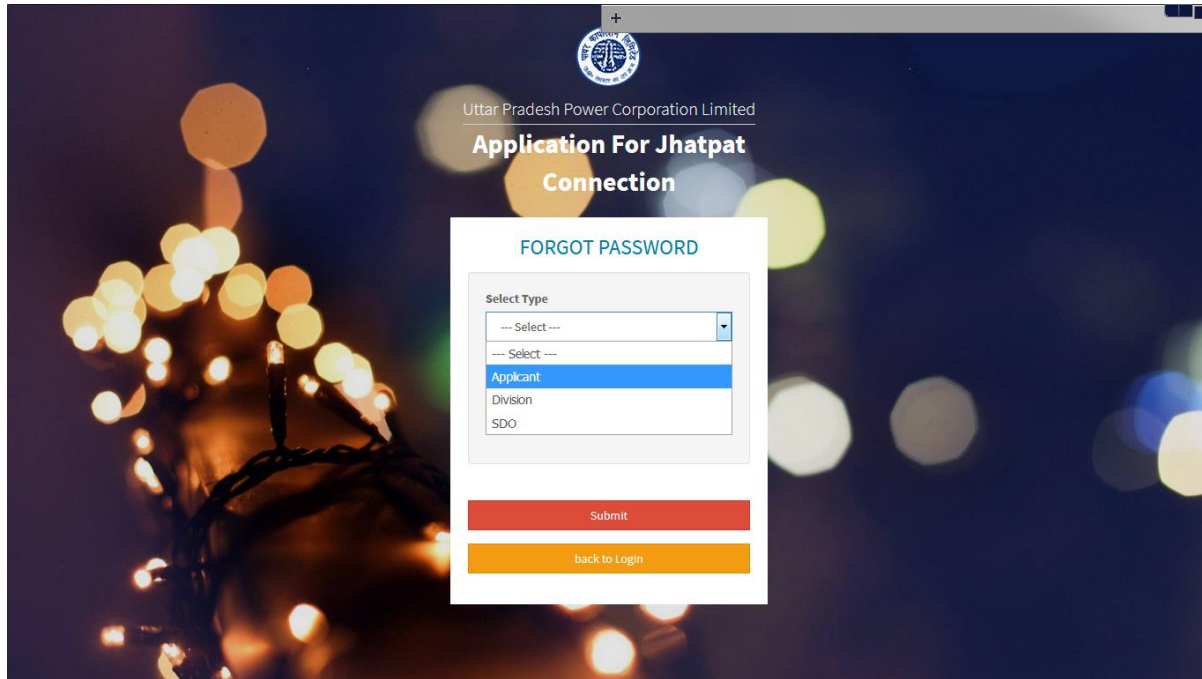 +
Uttar Pradesh Power Corporation Limited
Application For Jhatpat
Connection
FORGOT PASSWORD
Select Type
--- Select ---
--- Select ---
Applicant
Division
SDO
Submit
back to Login